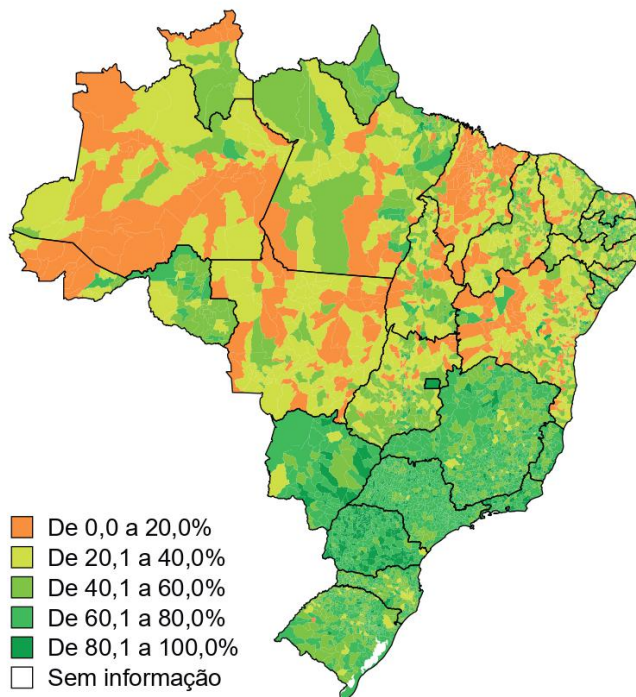 De 0,0 a 20,0%
De 20,1 a 40,0%
De 40,1 a 60,0%
De 60,1 a 80,0%
De 80,1 a 100,0%
Sem informação